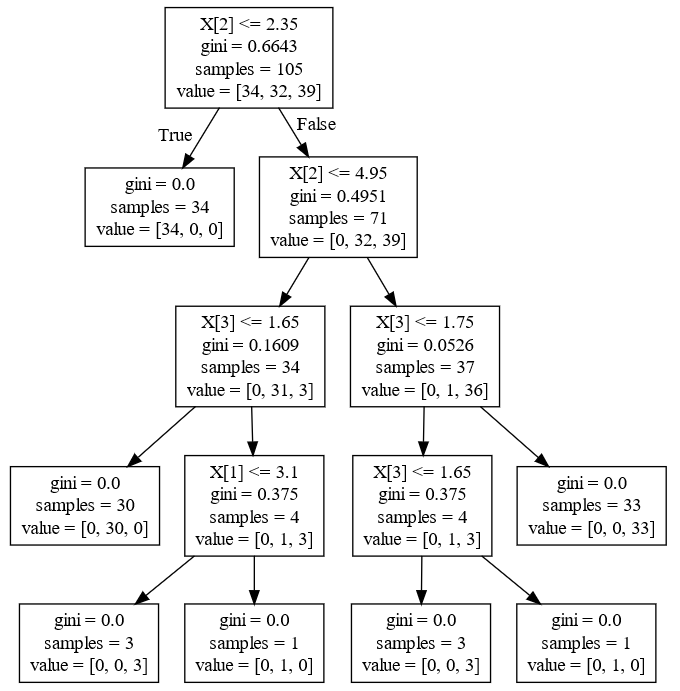 X[2] <= 2.35
gini = 0.6643
samples = 105
value = [34, 32, 39]
True
False
gini = 0.0
samples = 34
value = [34, 0, 0]
X[2] <= 4.95
gini = 0.4951
samples = 71
value = [0, 32, 39]
X[3] <= 1.65
gini = 0.1609
samples = 34
value = [0, 31, 3]
X[3] <= 1.75
gini = 0.0526
samples = 37
value = [0, 1, 36]
gini = 0.0
samples = 30
value = [0, 30, 0]
X[1] <= 3.1
gini = 0.375
samples = 4
value = [0, 1, 3]
X[3] <= 1.65
gini = 0.375
samples = 4
value = [0, 1, 3]
gini = 0.0
samples = 33
value = [0, 0, 33]
gini = 0.0
samples = 3
value = [0, 0, 3]
gini = 0.0
samples = 1
value = [0, 1, 0]
gini = 0.0
samples = 3
value = [0, 0, 3]
gini = 0.0
samples = 1
value = [0, 1, 0]